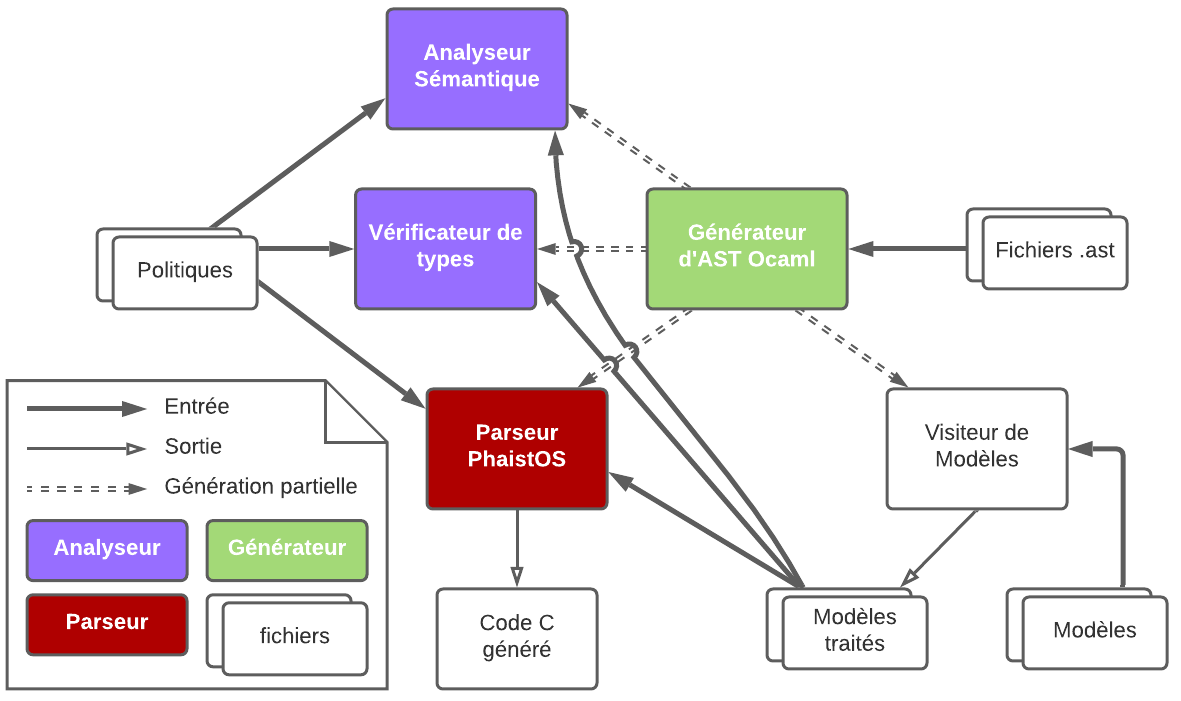 Analyseur
Sémantique
Vérificateur de
types
Générateur
d'AST Ocaml
Fichiers .ast
Politiques
Parseur
PhaistOS
Visiteur de
Modèles
Code C
généré
Modèles
traités
Modèles
Entrée
Sortie
Génération partielle
Analyseur
Générateur
Parseur
fichiers